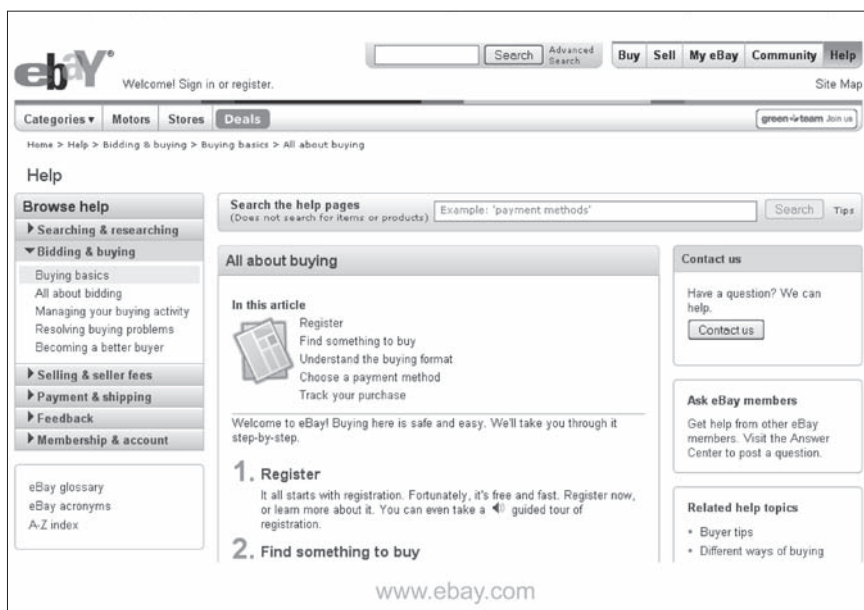 ebaY®
Welcome! Sign in or register.
Search
Advanced
Search
Buy Sell My eBay Community Help
Site Map
Categories ▾ Motors Stores Deals
green team Join us
Home > Help > Bidding & buying > Buying basics > All about buying
Help
Browse help
Searching & researching
Bidding & buying
Buying basics
All about bidding
Managing your buying activity
Resolving buying problems
Becoming a better buyer
Selling & seller fees
Payment & shipping
Feedback
Membership & account
eBay glossary
eBay acronyms
A-Z index
Search the help pages
(Does not search for items or products)
Example: 'payment methods'
Search
Tips
All about buying
In this article
Register
Find something to buy
Understand the buying format
Choose a payment method
Track your purchase
Welcome to eBay! Buying here is safe and easy. We'll take you through it
step-by-step.
1. Register
It all starts with registration. Fortunately, it's free and fast. Register now,
or learn more about it. You can even take a guided tour of
registration.
2. Find something to buy
Contact us
Have a question? We can
help.
Contact us
Ask eBay members
Get help from other eBay
members. Visit the Answer
Center to post a question.
Related help topics
• Buyer tips
• Different ways of buying
www.ebay.com